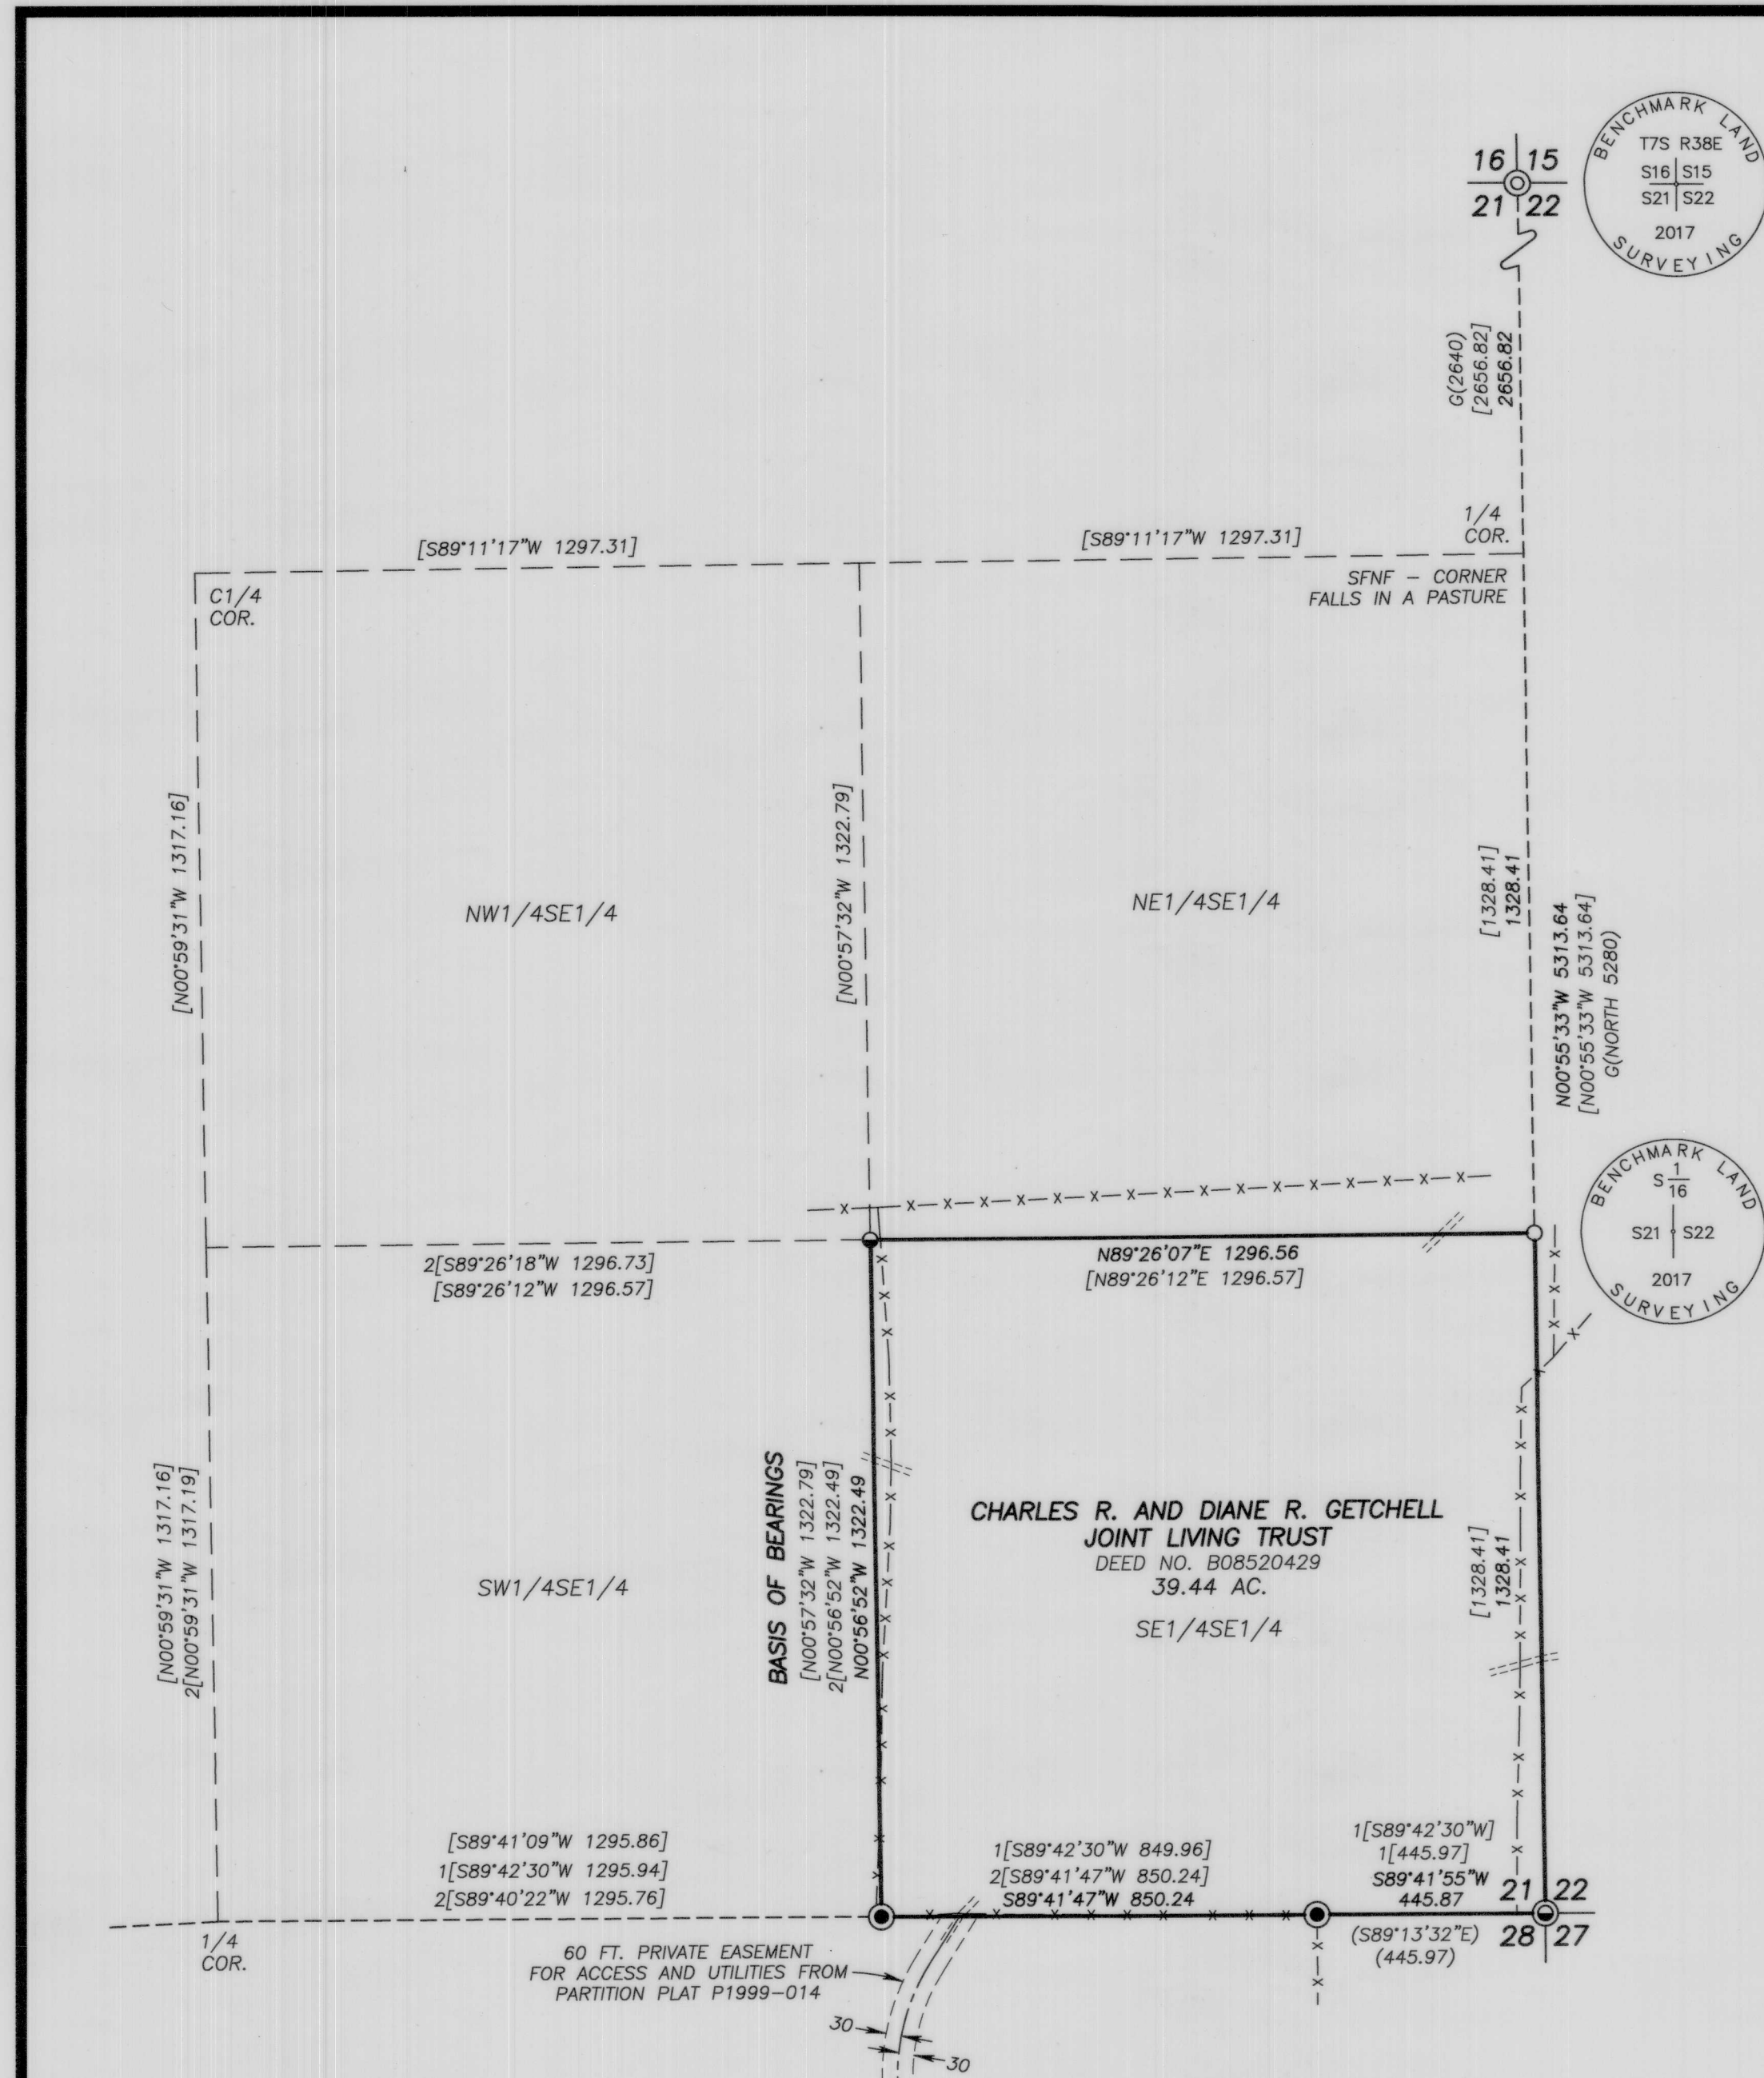 BENCHMARK LAND
T7S R38E
S16 S15
S21 S22
2017
SURVEYING
16 15
21 22
G(2640)
[2656.82]
2656.82
1/4
COR.
[S89°11'17"W 1297.31]
[S89°11'17"W 1297.31]
SFNF – CORNER
FALLS IN A PASTURE
C1/4
COR.
[N00°59'31"W 1317.16]
[N00°57'32"W 1322.79]
[1328.41]
1328.41
N00°55'33"W 5313.64
[N00°55'33"W 5313.64]
G(NORTH 5280)
NW1/4SE1/4
NE1/4SE1/4
BENCHMARK LAND
S 1/16
S21 S22
2017
SURVEYING
2[S89°26'18"W 1296.73]
[S89°26'12"W 1296.57]
N89°26'07"E 1296.56
[N89°26'12"E 1296.57]
[N00°59'31"W 1317.16]
2[N00°59'31"W 1317.19]
BASIS OF BEARINGS
[N00°57'32"W 1322.79]
2[N00°56'52"W 1322.49]
N00°56'52"W 1322.49
CHARLES R. AND DIANE R. GETCHELL
JOINT LIVING TRUST
DEED NO. B08520429
39.44 AC.
SE1/4SE1/4
SW1/4SE1/4
[1328.41]
1328.41
[S89°41'09"W 1295.86]
1[S89°42'30"W 1295.94]
2[S89°40'22"W 1295.76]
1[S89°42'30"W 849.96]
2[S89°41'47"W 850.24]
S89°41'47"W 850.24
1[S89°42'30"W]
1[445.97]
S89°41'55"W
445.87
21 22
28 27
(S89°13'32"E)
(445.97)
1/4
COR.
60 FT. PRIVATE EASEMENT
FOR ACCESS AND UTILITIES FROM
PARTITION PLAT P1999–014
30
30